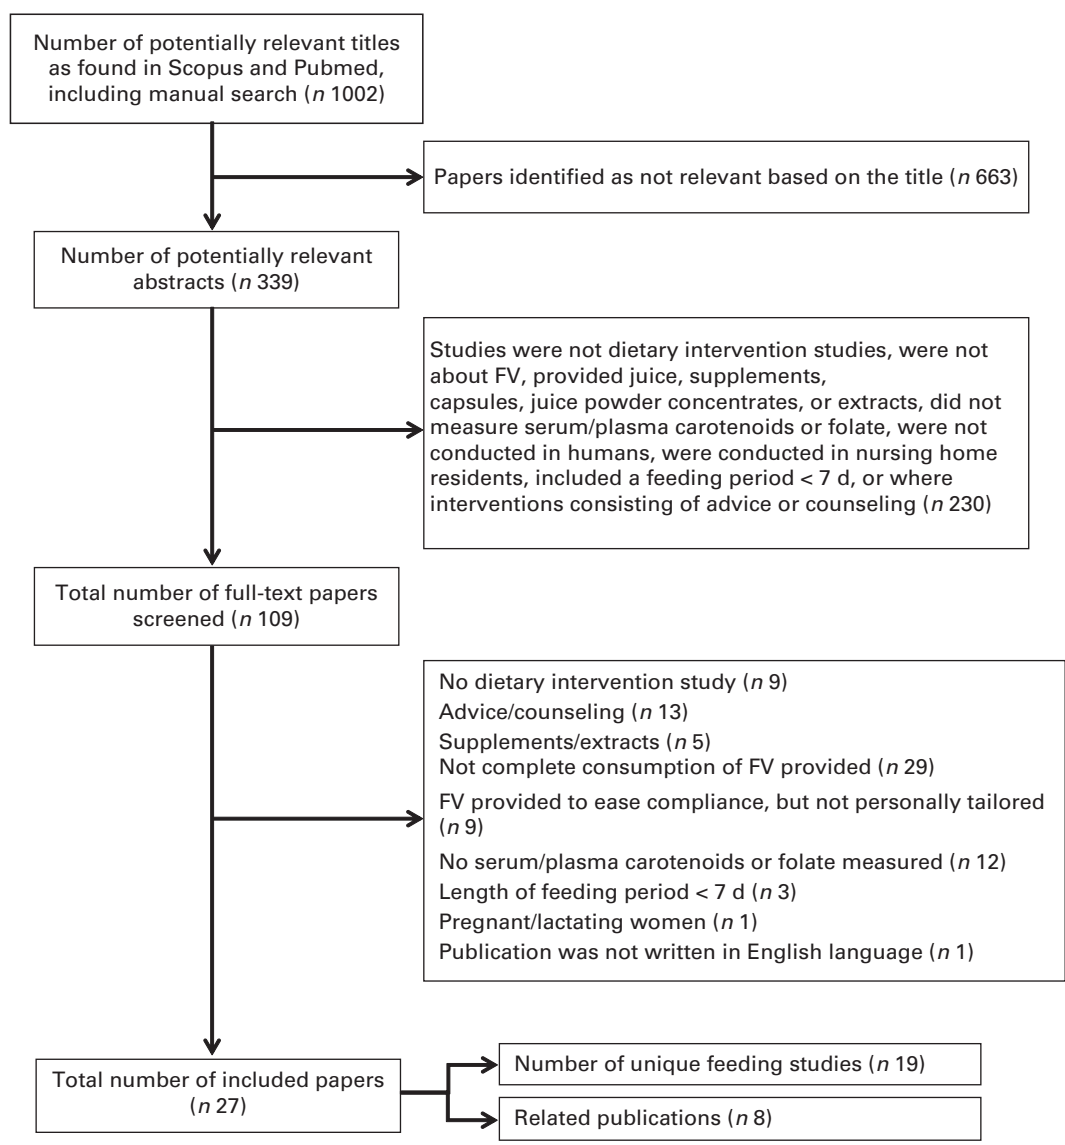 Number of potentially relevant titles
as found in Scopus and Pubmed,
including manual search (n 1002)
Papers identified as not relevant based on the title (n 663)
Number of potentially relevant
abstracts (n 339)
Studies were not dietary intervention studies, were not
about FV, provided juice, supplements,
capsules, juice powder concentrates, or extracts, did not
measure serum/plasma carotenoids or folate, were not
conducted in humans, were conducted in nursing home
residents, included a feeding period < 7 d, or where
interventions consisting of advice or counseling (n 230)
Total number of full-text papers
screened (n 109)
No dietary intervention study (n 9)
Advice/counseling (n 13)
Supplements/extracts (n 5)
Not complete consumption of FV provided (n 29)
FV provided to ease compliance, but not personally tailored
(n 9)
No serum/plasma carotenoids or folate measured (n 12)
Length of feeding period < 7 d (n 3)
Pregnant/lactating women (n 1)
Publication was not written in English language (n 1)
Total number of included papers
(n 27)
Number of unique feeding studies (n 19)
Related publications (n 8)